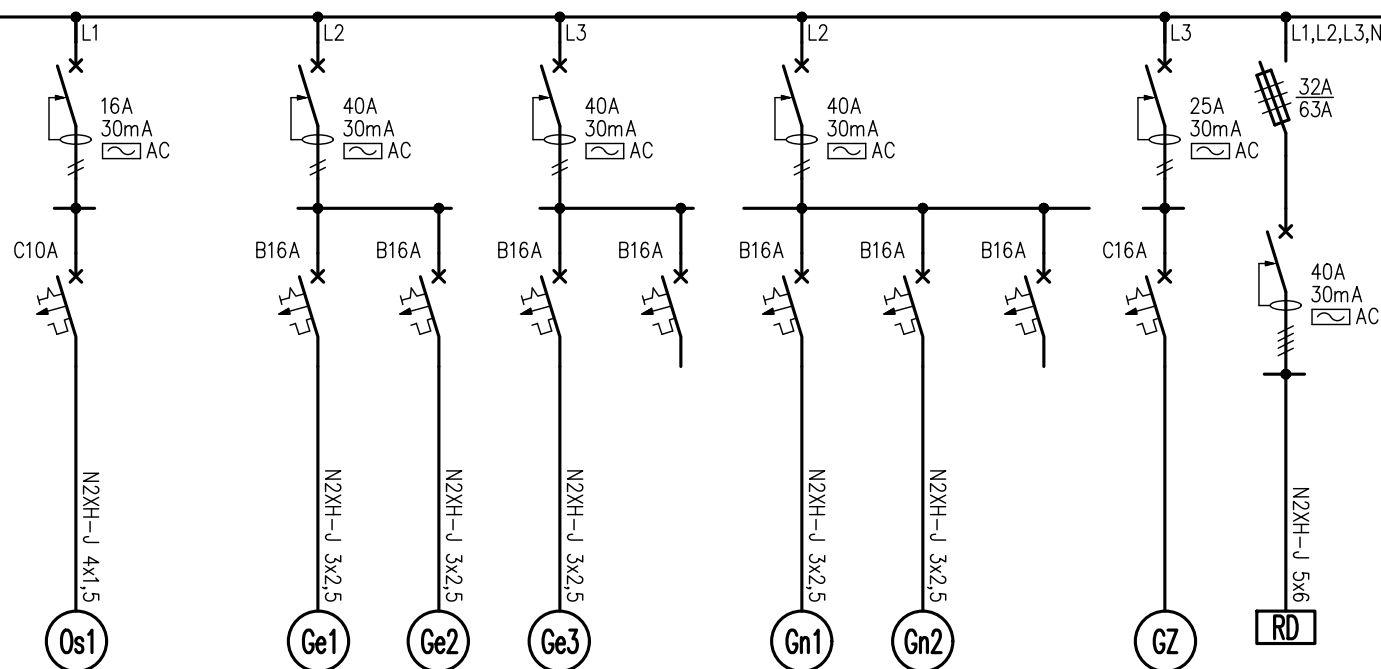 L1
L2
L3
L2
L3
L1,L2,L3,N
16A
30mA
AC
40A
30mA
AC
40A
30mA
AC
40A
30mA
AC
25A
30mA
AC
32A
63A
C10A
B16A
B16A
B16A
B16A
B16A
B16A
B16A
C16A
40A
30mA
AC
N2XH-J 4x1,5
N2XH-J 3x2,5
N2XH-J 3x2,5
N2XH-J 3x2,5
N2XH-J 3x2,5
N2XH-J 3x2,5
N2XH-J 5x6
Os1
Ge1
Ge2
Ge3
Gn1
Gn2
GZ
RD